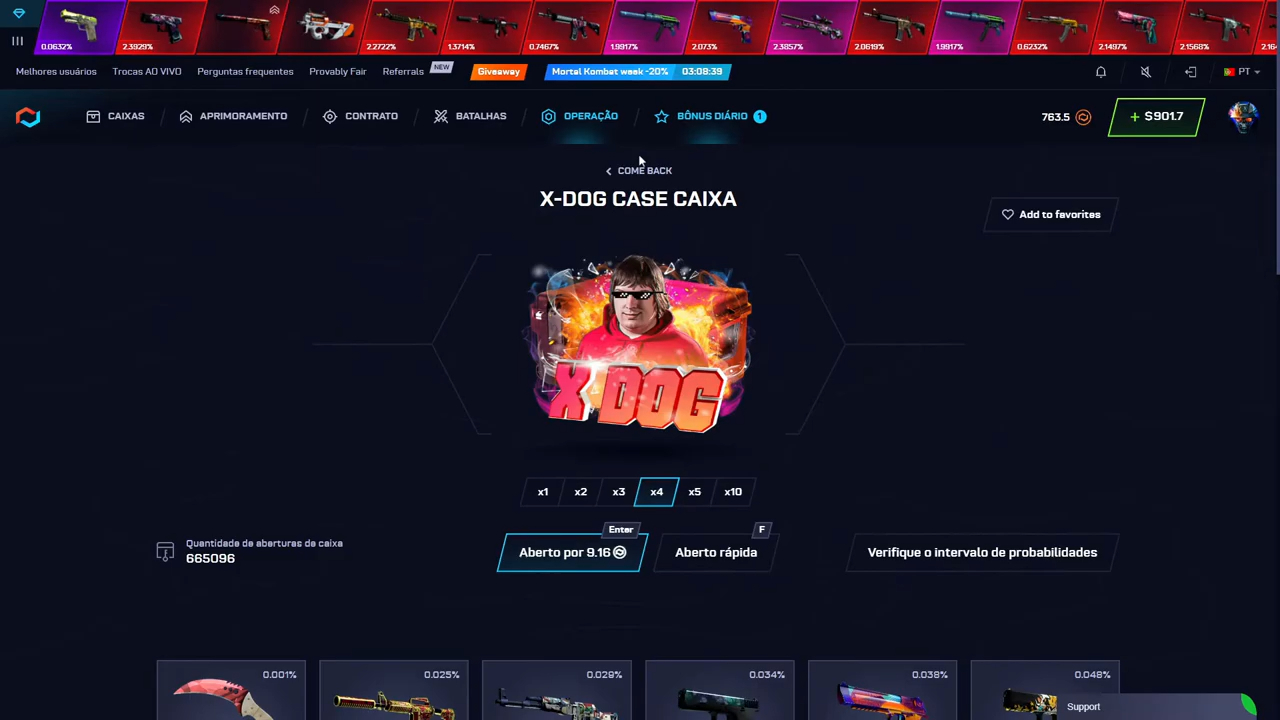 0.0632%
2.3929%
2.2722%
1.3714%
0.7467%
1.9917%
2.073%
2.3857%
2.0619%
1.9917%
0.6232%
2.1497%
2.1568%
2.16
Melhores usuários
Trocas AO VIVO
Perguntas frequentes
Provably Fair
Referrals
NEW
Giveaway
Mortal Kombat week -20%
03:08:39
PT
CAIXAS
APRIMORAMENTO
CONTRATO
BATALHAS
OPERAÇÃO
BÔNUS DIÁRIO
1
763.5
+ $901.7
COME BACK
X-DOG CASE CAIXA
Add to favorites
X DOG
x1
x2
x3
x4
x5
x10
Quantidade de aberturas da caixa
665096
Enter
Aberto por 9.16
F
Aberto rápida
Verifique o intervalo de probabilidades
0.001%
0.025%
0.029%
0.034%
0.038%
0.048%
Support